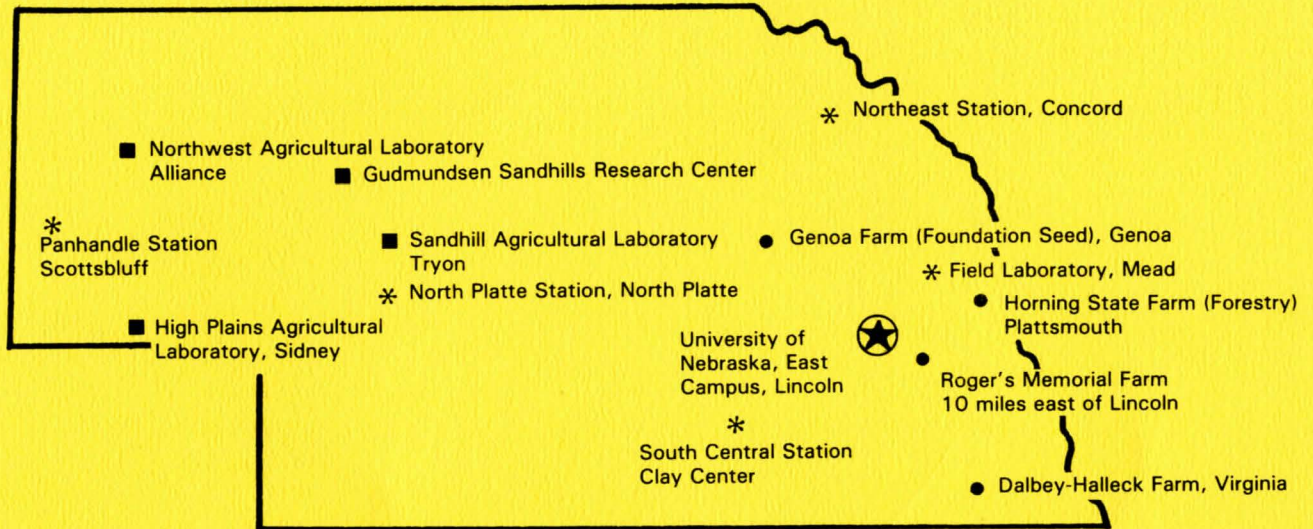 * Northeast Station, Concord
■ Northwest Agricultural Laboratory
Alliance
■ Gudmundsen Sandhills Research Center
*
Panhandle Station
Scottsbluff
■ Sandhill Agricultural Laboratory
Tryon
● Genoa Farm (Foundation Seed), Genoa
* Field Laboratory, Mead
* North Platte Station, North Platte
● Horning State Farm (Forestry)
Plattsmouth
■ High Plains Agricultural
Laboratory, Sidney
University of
Nebraska, East
Campus, Lincoln
● Roger's Memorial Farm
10 miles east of Lincoln
*
South Central Station
Clay Center
● Dalbey-Halleck Farm, Virginia